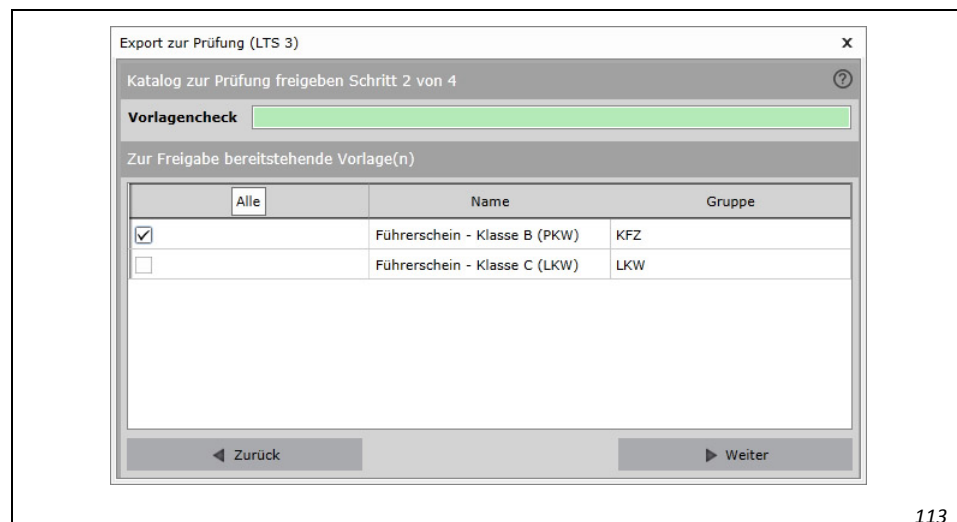 Export zur Prüfung (LTS 3) x
Katalog zur Prüfung freigeben Schritt 2 von 4 ?
Vorlagencheck
Zur Freigabe bereitstehende Vorlage(n)
Alle Name Gruppe
Führerschein - Klasse B (PKW) KFZ
Führerschein - Klasse C (LKW) LKW
Zurück Weiter
113